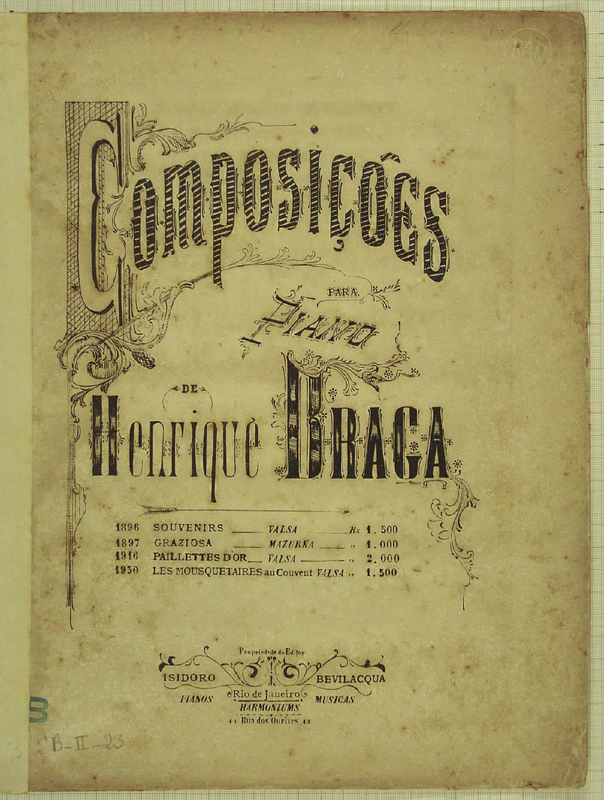 Composições
PARA
PIANO
DE
Henrique BRAGA
1896 SOUVENIRS VALSA Rs 1.500
1897 GRAZIOSA MAZURKA „ 1.000
1916 PAILLETTES D'OR VALSA „ 2.000
1950 LES MOUSQUETAIRES au Couvent VALSA „ 1.500
Propriedade do Editor
ISIDORO BEVILACQUA
PIANOS Rio de Janeiro MUSICAS
HARMONIUMS
43 Rua dos Ourives 43
B
B-II-23